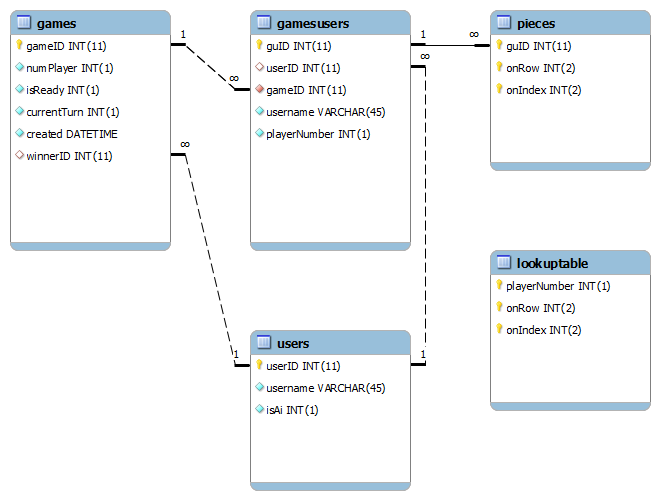 games
gameID INT(11)
numPlayer INT(1)
isReady INT(1)
currentTurn INT(1)
created DATETIME
winnerID INT(11)
1
∞
∞
1
gamesusers
guID INT(11)
userID INT(11)
gameID INT(11)
username VARCHAR(45)
playerNumber INT(1)
1
∞
∞
1
pieces
guID INT(11)
onRow INT(2)
onIndex INT(2)
lookuptable
playerNumber INT(1)
onRow INT(2)
onIndex INT(2)
users
userID INT(11)
username VARCHAR(45)
isAi INT(1)